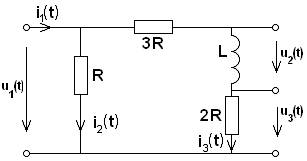 i1(t)
3R
L
u2(t)
R
u1(t)
2R
u3(t)
i2(t)
i3(t)